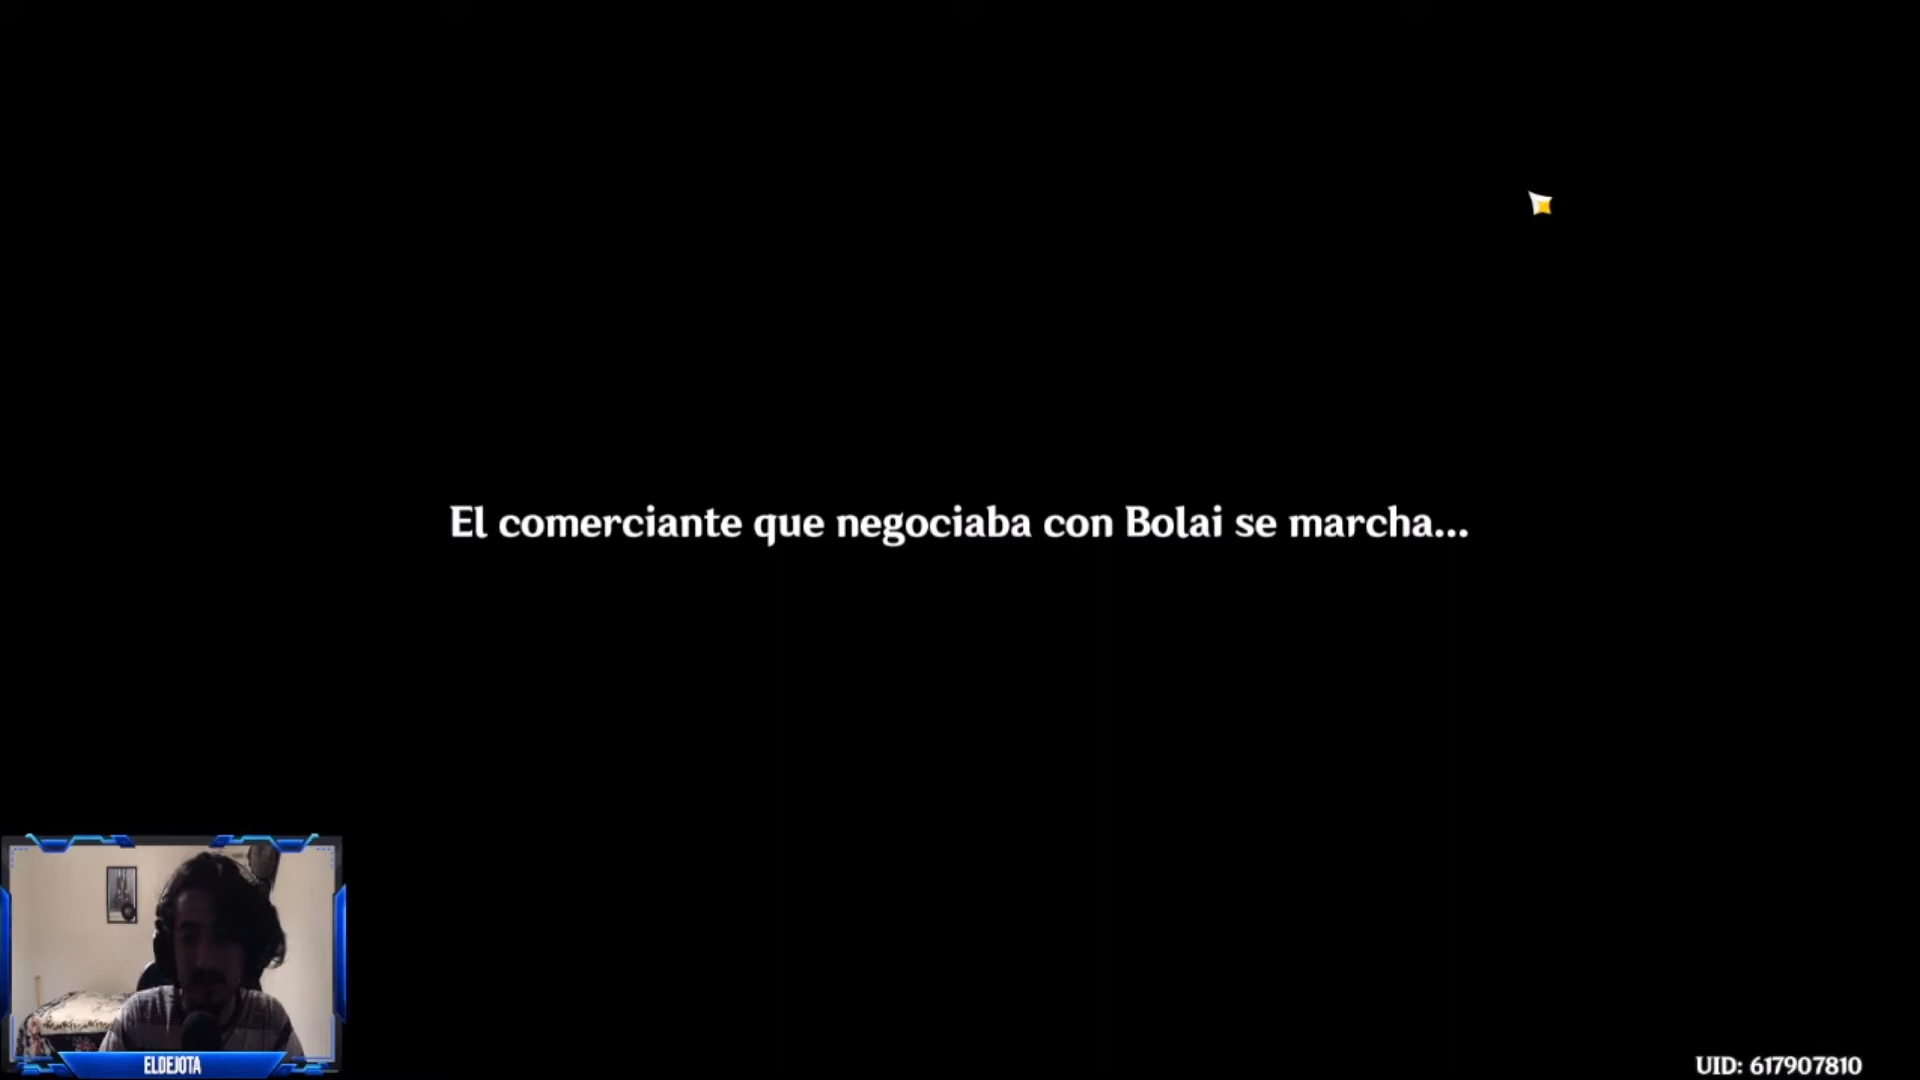 El comerciante que negociaba con Bolai se marcha...
ELDEJOTA
UID: 617907810